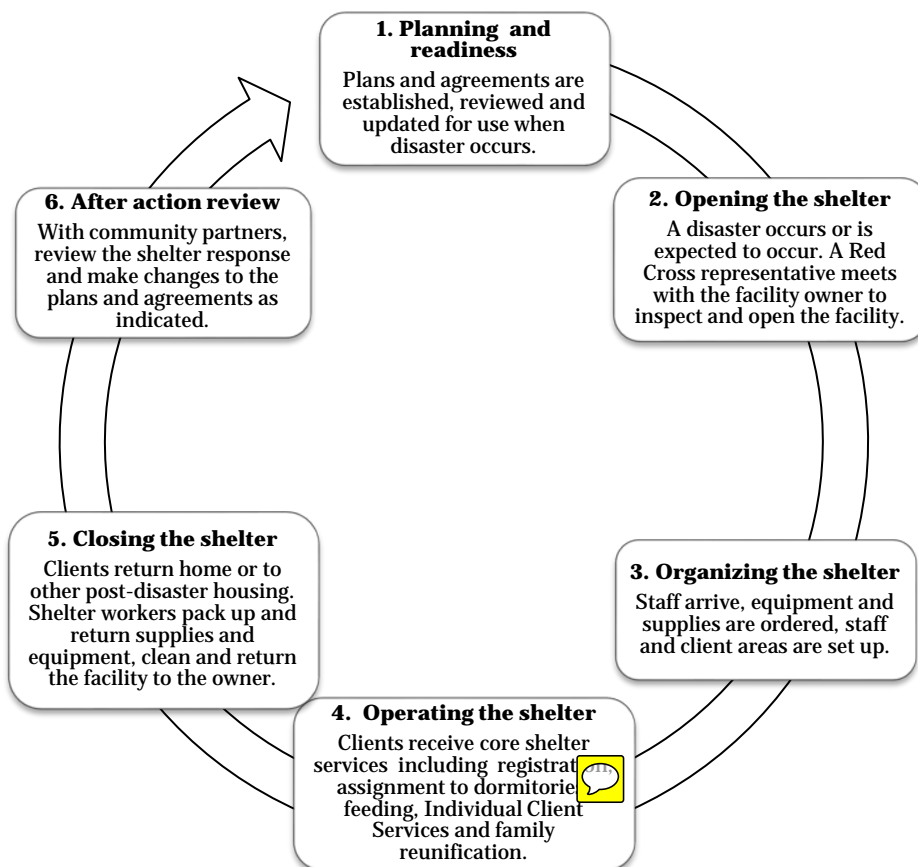 1. Planning and
readiness
Plans and agreements are
established, reviewed and
updated for use when
disaster occurs.
2. Opening the shelter
A disaster occurs or is
expected to occur. A Red
Cross representative meets
with the facility owner to
inspect and open the facility.
3. Organizing the shelter
Staff arrive, equipment and
supplies are ordered, staff
and client areas are set up.
4. Operating the shelter
Clients receive core shelter
services including registration,
assignment to dormitories,
feeding, Individual Client
Services and family
reunification.
5. Closing the shelter
Clients return home or to
other post-disaster housing.
Shelter workers pack up and
return supplies and
equipment, clean and return
the facility to the owner.
6. After action review
With community partners,
review the shelter response
and make changes to the
plans and agreements as
indicated.